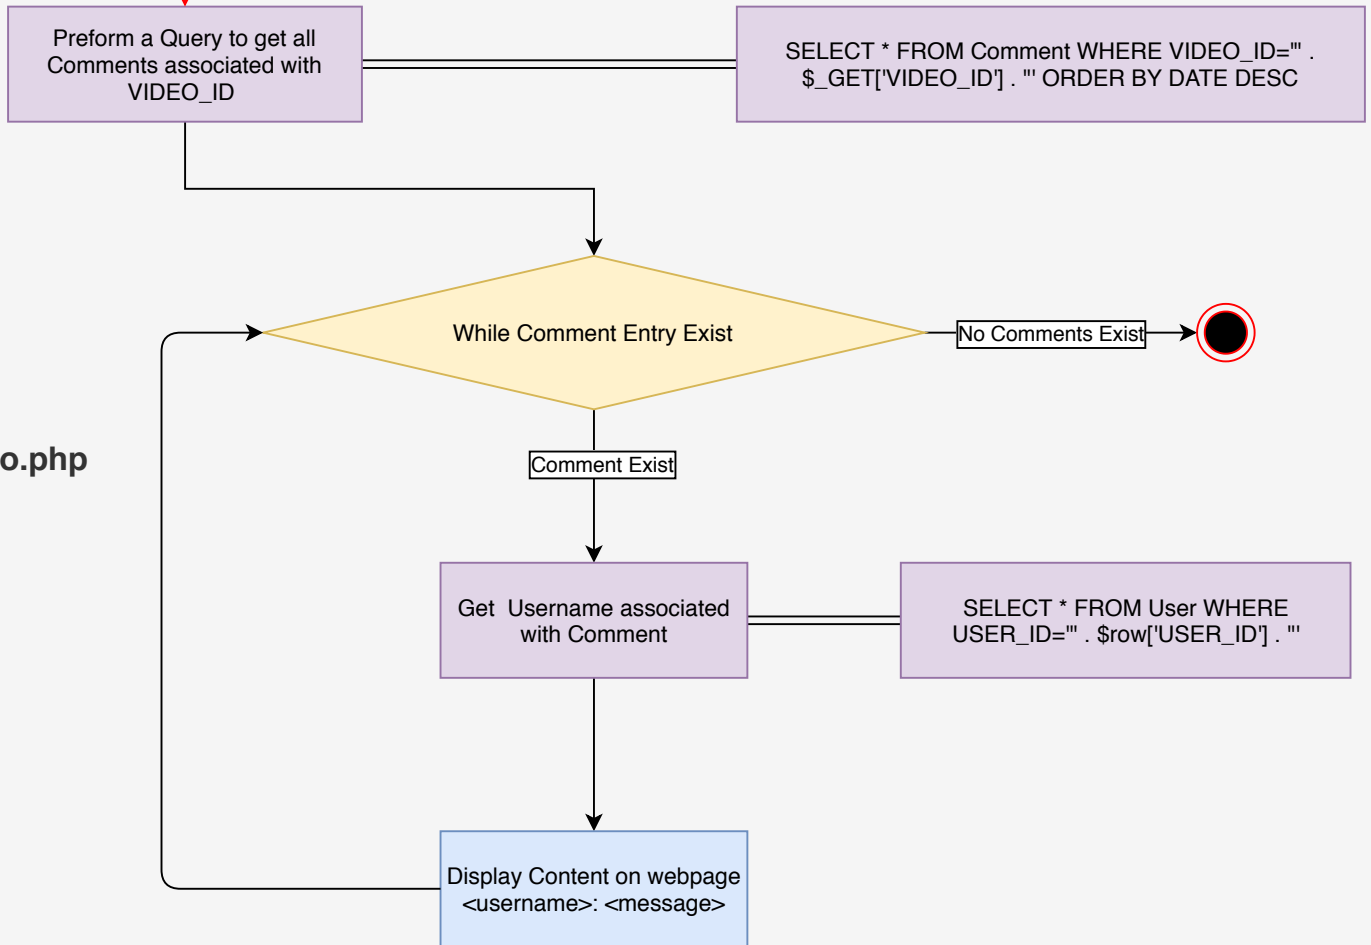 Preform a Query to get all
Comments associated with
VIDEO_ID
SELECT * FROM Comment WHERE VIDEO_ID='" .
$_GET['VIDEO_ID'] . "' ORDER BY DATE DESC
While Comment Entry Exist
No Comments Exist
o.php
Comment Exist
Get  Username associated
with Comment
SELECT * FROM User WHERE
USER_ID='" . $row['USER_ID'] . "'
Display Content on webpage
<username>: <message>